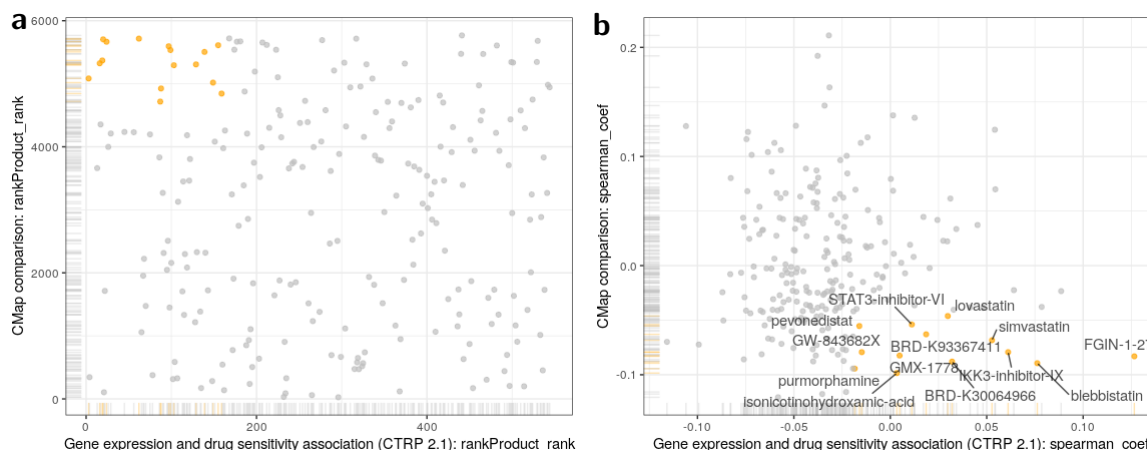 a
6000
4000
2000
0
0
200
400
CMap comparison: rankProduct_rank
Gene expression and drug sensitivity association (CTRP 2.1): rankProduct_rank
b
0.2
0.1
0.0
-0.1
-0.10
-0.05
0.00
0.05
0.10
CMap comparison: spearman_coef
STAT3-inhibitor-VI
lovastatin
pevonedistat
simvastatin
GW-843682X
BRD-K93367411
FGIN-1-27
GMX-1778
IKK3-inhibitor-IX
purmorphamine
BRD-K30064966
blebbistatin
isonicotinohydroxamic-acid
Gene expression and drug sensitivity association (CTRP 2.1): spearman_coef